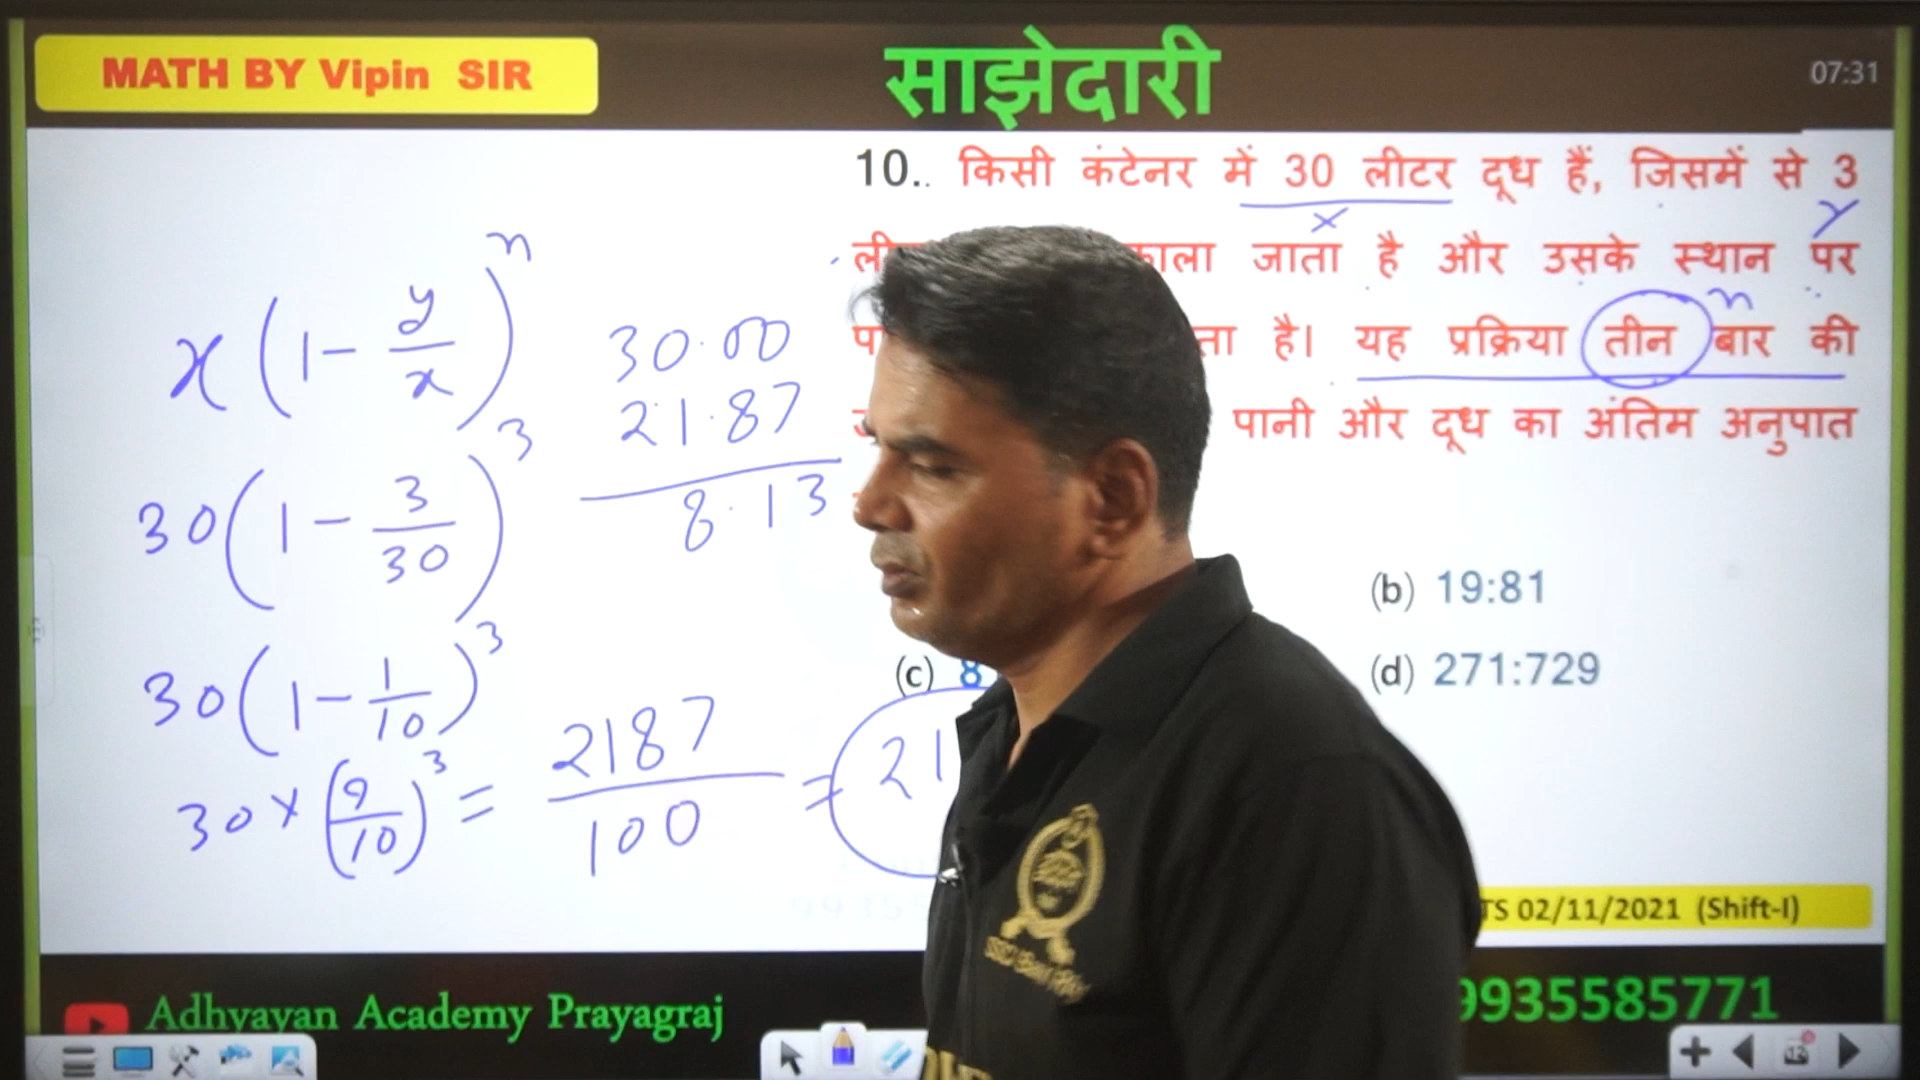 MATH BY Vipin SIR
साझेदारी
07:31
10.. किसी कंटेनर में 30 लीटर दूध हैं, जिसमें से 3
x
y
जाता है और उसके स्थान पर
n
है। यह प्रक्रिया तीन बार की
पानी और दूध का अंतिम अनुपात
(b) 19:81
(c) 8
(d) 271:729
x(1-y/x)^n
30(1-3/30)^3
30(1-1/10)^3
30×(9/10)^3 = 2187/100 = 21
30.00
21.87
8.13
02/11/2021 (Shift-I)
Adhyayan Academy Prayagraj
9935585771